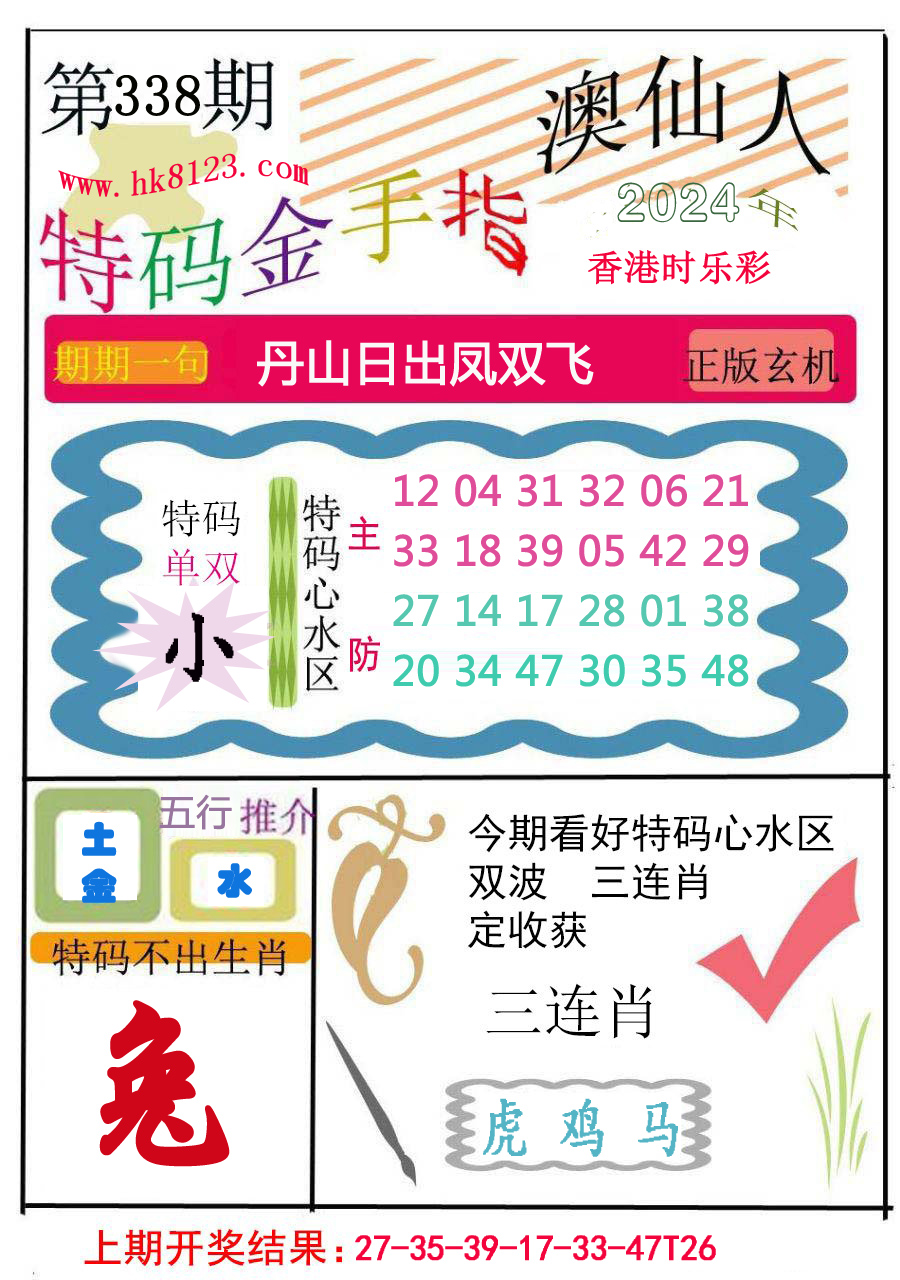 第338期
澳仙人
www.hk8123.com
2024年
特码金手指
香港时乐彩
期期一句
丹山日出凤双飞
正版玄机
特码
单双
小
特码心水区
主
12 04 31 32 06 21
33 18 39 05 42 29
防
27 14 17 28 01 38
20 34 47 30 35 48
五行 推介
土
金
水
特码不出生肖
兔
今期看好特码心水区
双波 三连肖
定收获
三连肖
虎 鸡 马
上期开奖结果:27-35-39-17-33-47T26